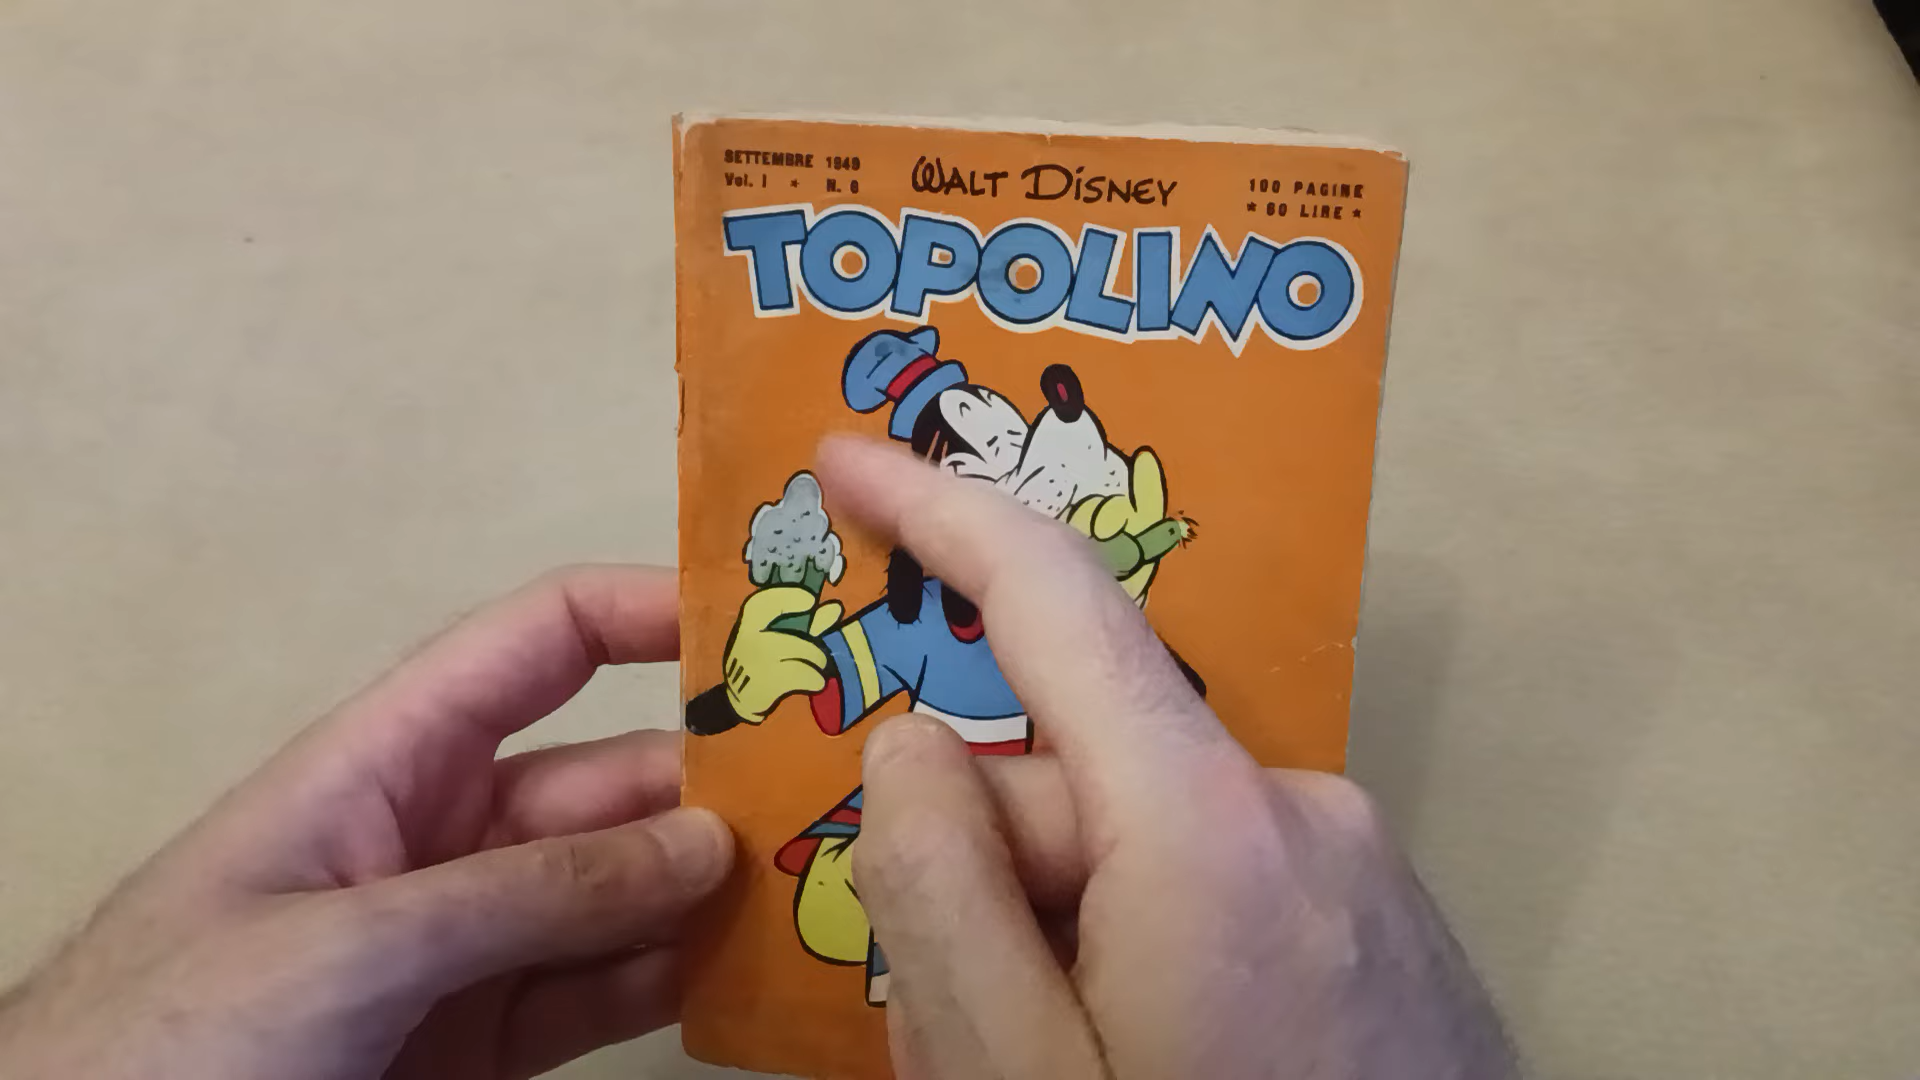 SETTEMBRE 1949
Vol. I * N. 6
WALT DISNEY
100 PAGINE
* 60 LIRE *
TOPOLINO